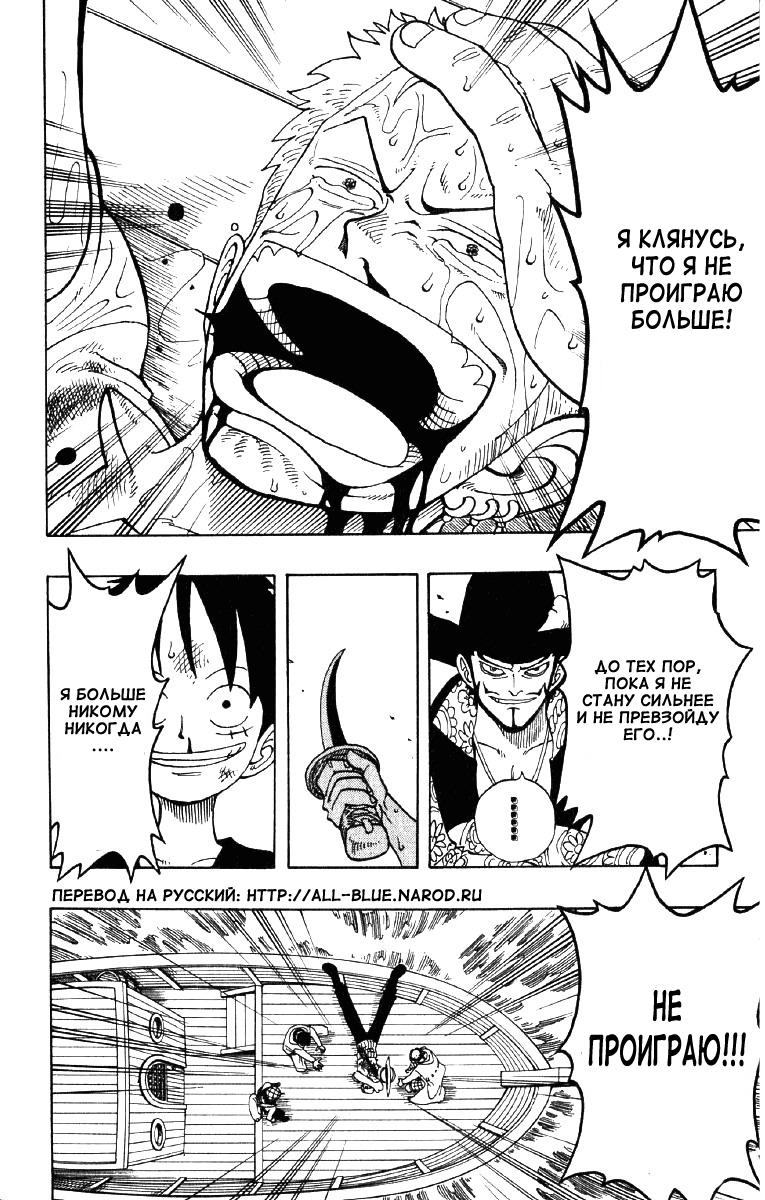 Я КЛЯНУСЬ,
ЧТО Я НЕ
ПРОИГРАЮ
БОЛЬШЕ!
ДО ТЕХ ПОР,
ПОКА Я НЕ
СТАНУ СИЛЬНЕЕ
И НЕ ПРЕВЗОЙДУ
ЕГО..!
......
Я БОЛЬШЕ
НИКОМУ
НИКОГДА
....
ПЕРЕВОД НА РУССКИЙ: HTTP://ALL-BLUE.NAROD.RU
НЕ
ПРОИГРАЮ!!!